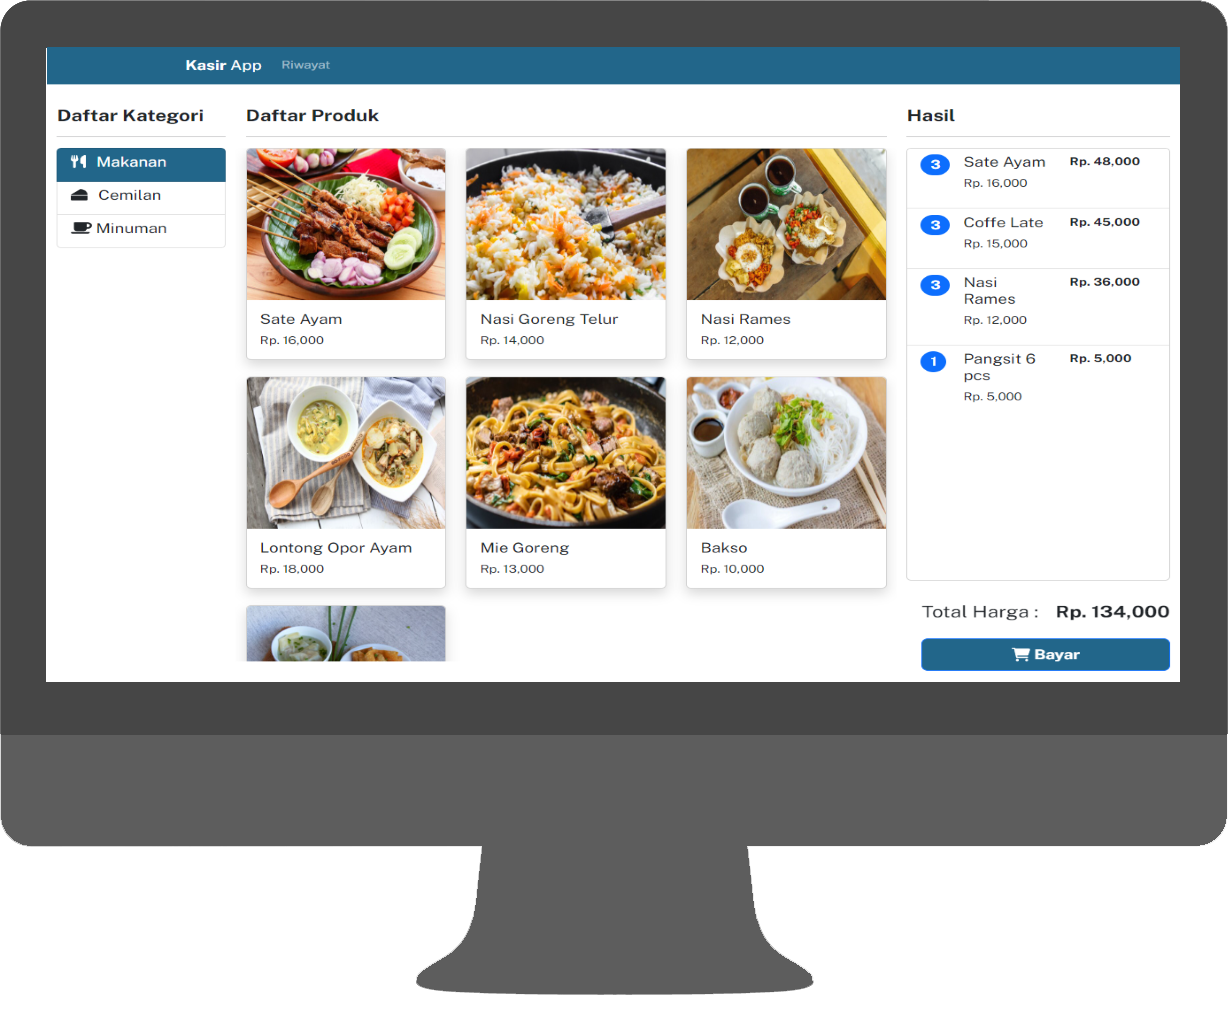 Kasir App Riwayat
Daftar Kategori
Makanan
Cemilan
Minuman
Daftar Produk
Sate Ayam
Rp. 16,000
Nasi Goreng Telur
Rp. 14,000
Nasi Rames
Rp. 12,000
Lontong Opor Ayam
Rp. 18,000
Mie Goreng
Rp. 13,000
Bakso
Rp. 10,000
Hasil
3 Sate Ayam Rp. 48,000
Rp. 16,000
3 Coffe Late Rp. 45,000
Rp. 15,000
3 Nasi Rp. 36,000
Rames
Rp. 12,000
1 Pangsit 6 Rp. 5,000
pcs
Rp. 5,000
Total Harga : Rp. 134,000
Bayar